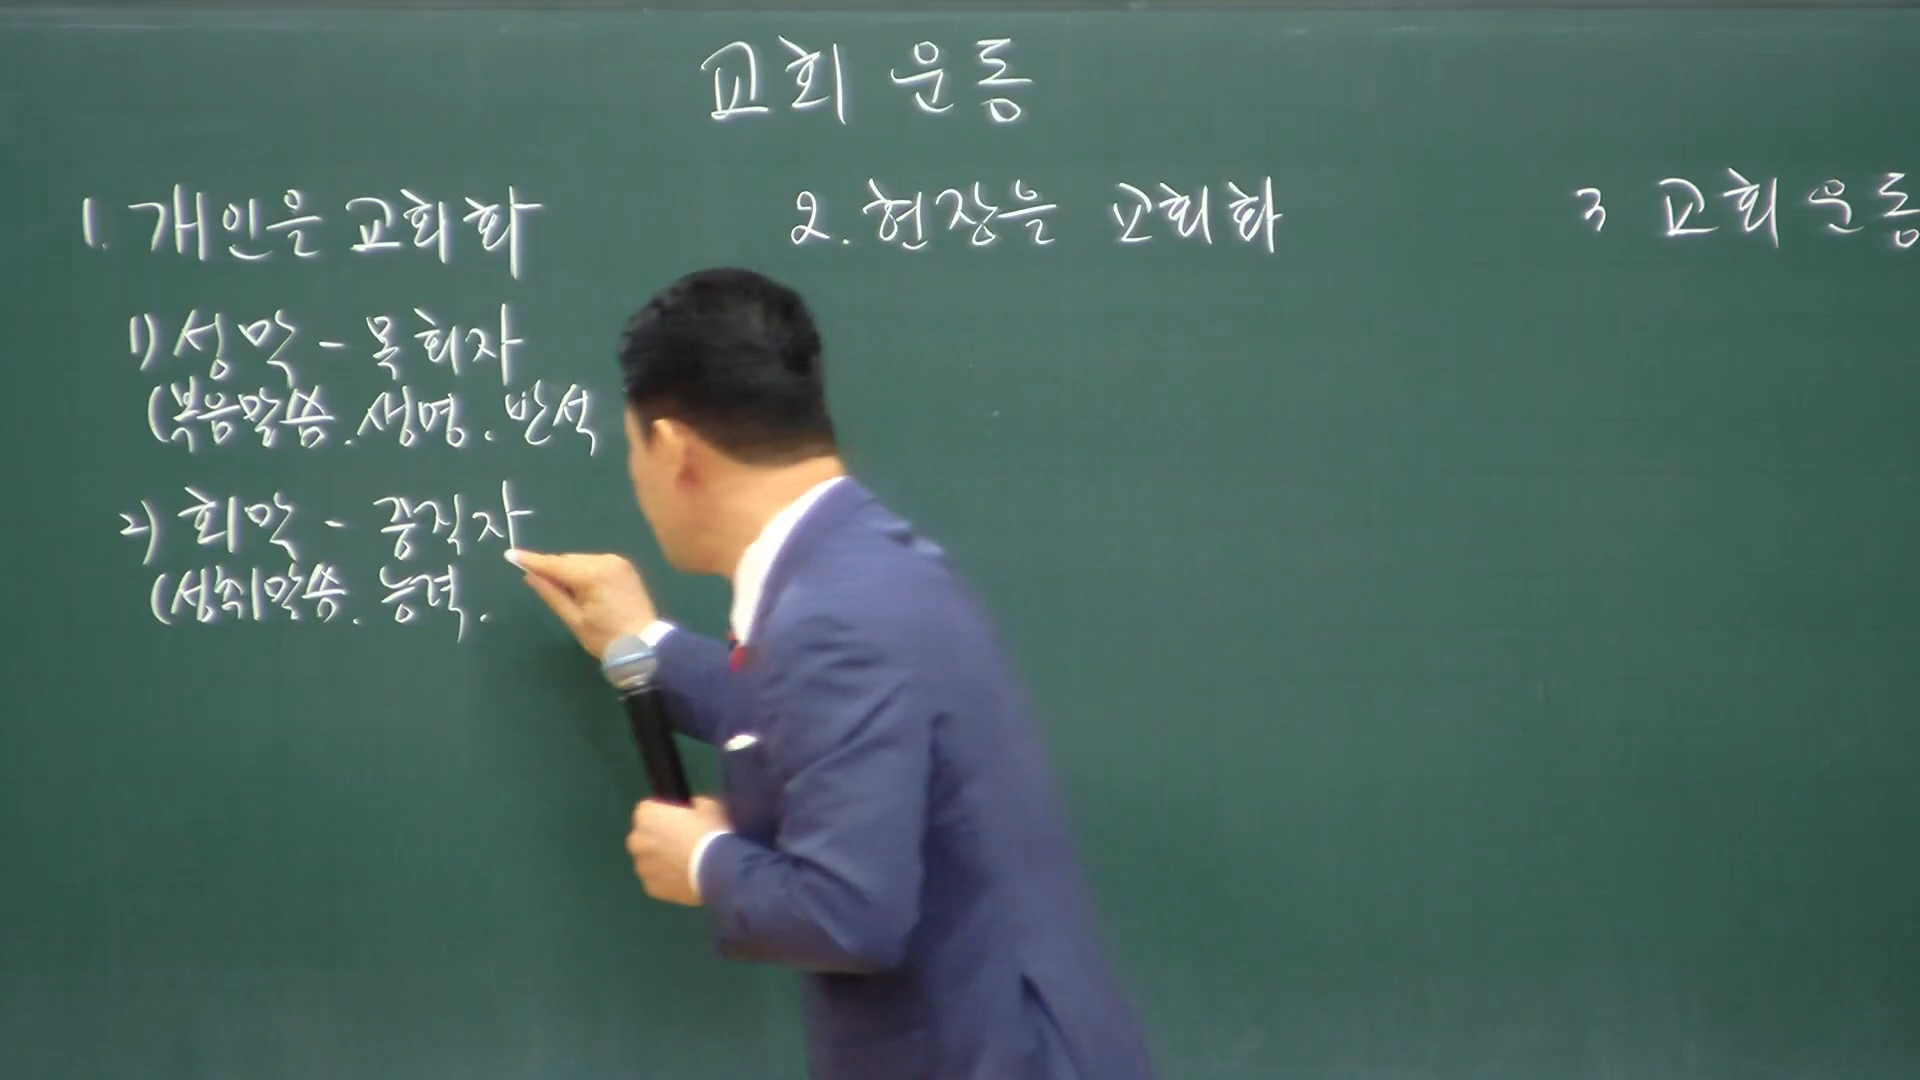 교회 운동
1. 개인을 교회화
1) 성막 - 목회자
(복음말씀. 생명. 반석
2) 회막 - 중직자
(성취말씀. 능력.
2. 현장을 교회화
3 교회운동